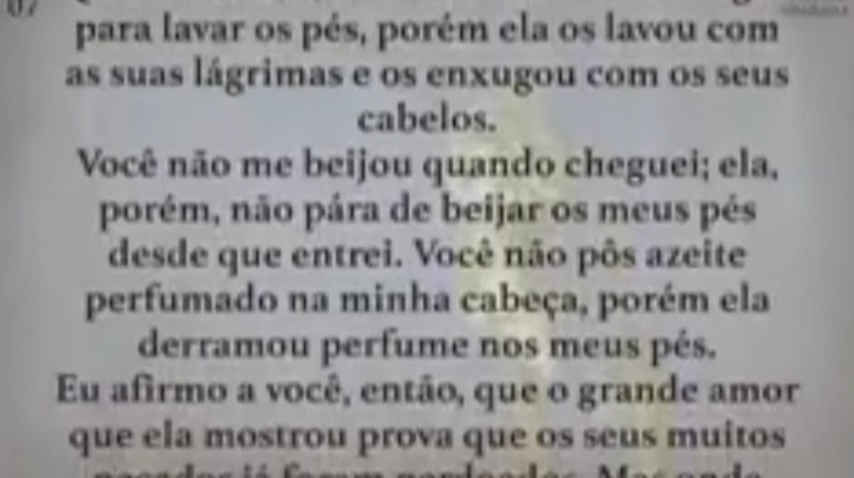 07
para lavar os pés, porém ela os lavou com
as suas lágrimas e os enxugou com os seus
cabelos.
Você não me beijou quando cheguei; ela,
porém, não pára de beijar os meus pés
desde que entrei. Você não pôs azeite
perfumado na minha cabeça, porém ela
derramou perfume nos meus pés.
Eu afirmo a você, então, que o grande amor
que ela mostrou prova que os seus muitos